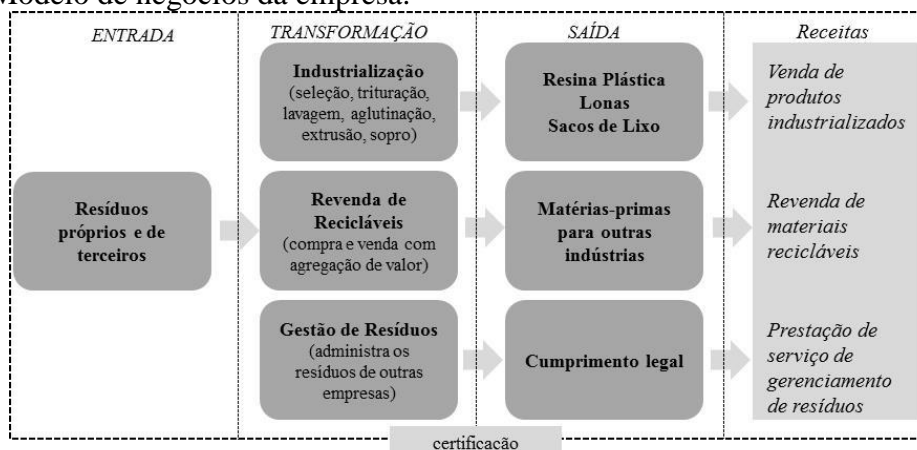 Modelo de negócios da empresa.
ENTRADA
TRANSFORMAÇÃO
SAÍDA
Receitas
Resíduos
próprios e de
terceiros
Industrialização
(seleção, trituração,
lavagem, aglutinação,
extrusão, sopro)
Resina Plástica
Lonas
Sacos de Lixo
Venda de
produtos
industrializados
Revenda de
Recicláveis
(compra e venda com
agregação de valor)
Matérias-primas
para outras
indústrias
Revenda de
materiais
recicláveis
Gestão de Resíduos
(administra os
resíduos de outras
empresas)
Cumprimento legal
Prestação de
serviço de
gerenciamento
de resíduos
certificação